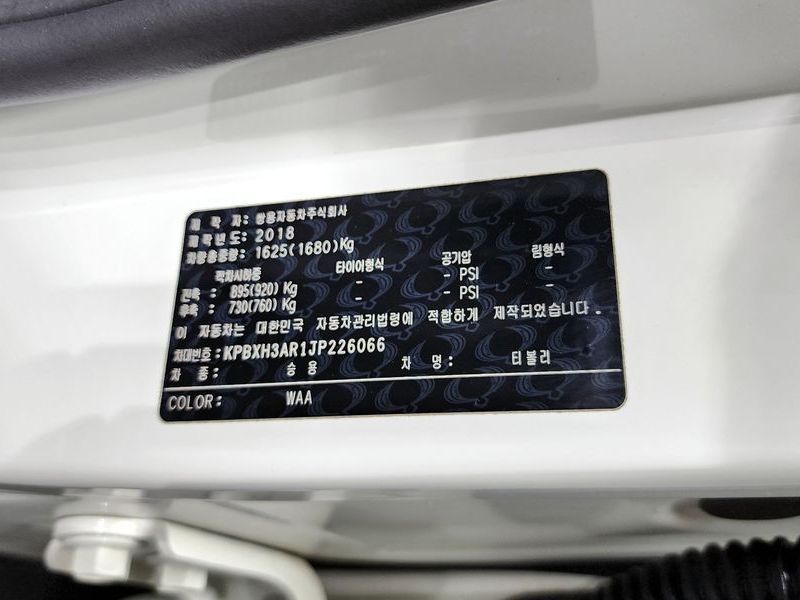 제 작 자: 쌍용자동차주식회사
제작년도: 2018
차량총중량: 1625(1680)Kg
적차시하중 타이어형식 공기압 림형식
전축: 895(920) Kg - - PSI -
후축: 730(760) Kg - - PSI -
이 자동차는 대한민국 자동차관리법령에 적합하게 제작되었습니다.
차대번호: KPBXH3AR1JP226066
차 종: 승용 차 명: 티볼리
COLOR: WAA